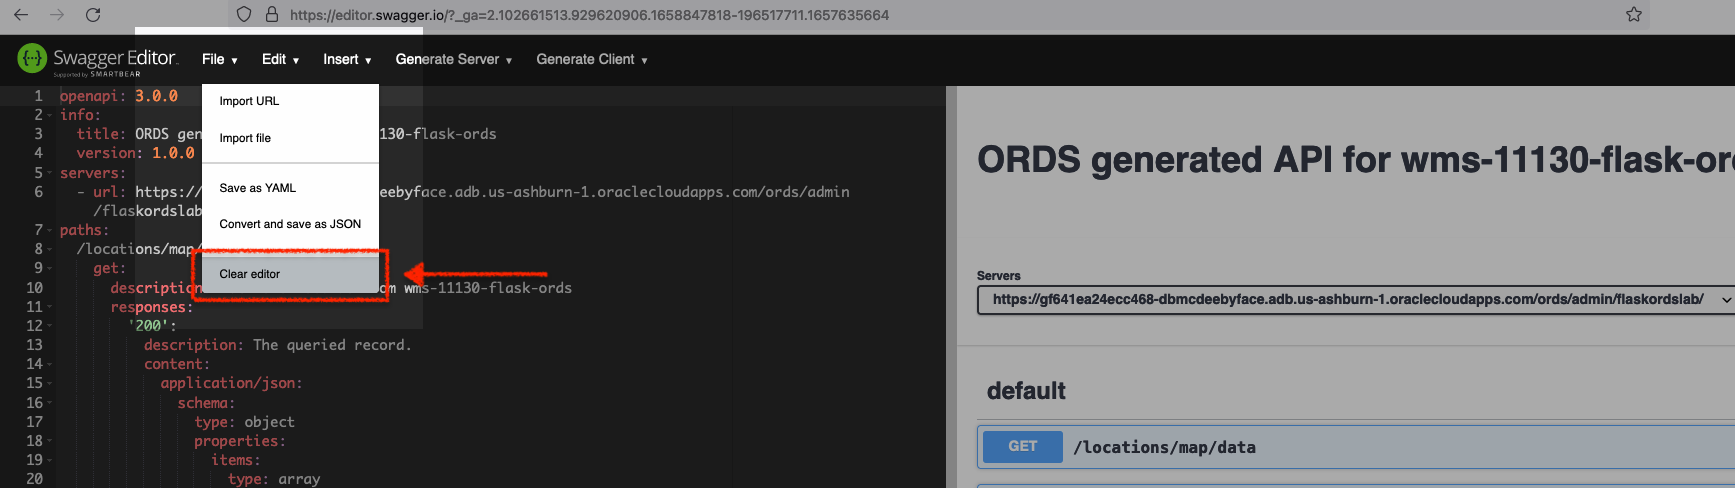 https://editor.swagger.io/?_ga=2.102661513.929620906.1658847818-196517711.1657635664
Swagger Editor
Supported by SMARTBEAR
File ▾
Edit ▾
Insert ▾
Generate Server ▾
Generate Client ▾
Import URL
Import file
Save as YAML
Convert and save as JSON
Clear editor
1 openapi: 3.0.0
2 info:
3 title: ORDS gen 130-flask-ords
4 version: 1.0.0
5 servers:
6 - url: https:// eebyface.adb.us-ashburn-1.oraclecloudapps.com/ords/admin
/flaskordslab
7 paths:
8 /locations/map/
9 get:
10 description m wms-11130-flask-ords
11 responses:
12 '200':
13 description: The queried record.
14 content:
15 application/json:
16 schema:
17 type: object
18 properties:
19 items:
20 type: array
ORDS generated API for wms-11130-flask-or
Servers
https://gf641ea24ecc468-dbmcdeebyface.adb.us-ashburn-1.oraclecloudapps.com/ords/admin/flaskordslab/
default
GET /locations/map/data